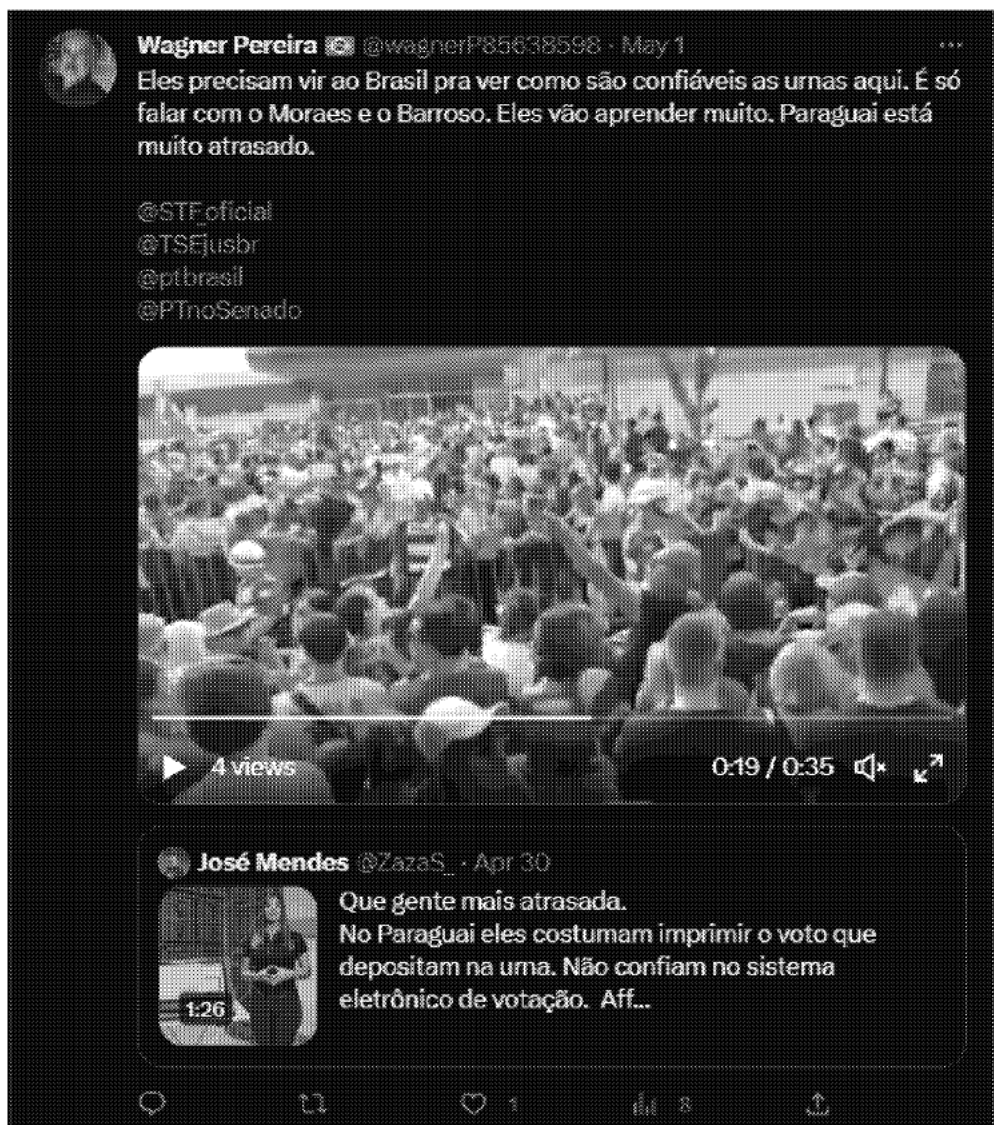 Wagner Pereira @wagnerP85638598 · May 1
Eles precisam vir ao Brasil pra ver como são confiáveis as urnas aqui. É só
falar com o Moraes e o Barroso. Eles vão aprender muito. Paraguai está
muito atrasado.
@STF_oficial
@TSEjusbr
@ptbrasil
@PTnoSenado
4 views
0:19 / 0:35
José Mendes @ZazaS_ · Apr 30
Que gente mais atrasada.
No Paraguai eles costumam imprimir o voto que
depositam na urna. Não confiam no sistema
eletrônico de votação. Aff...
1:26
1
8